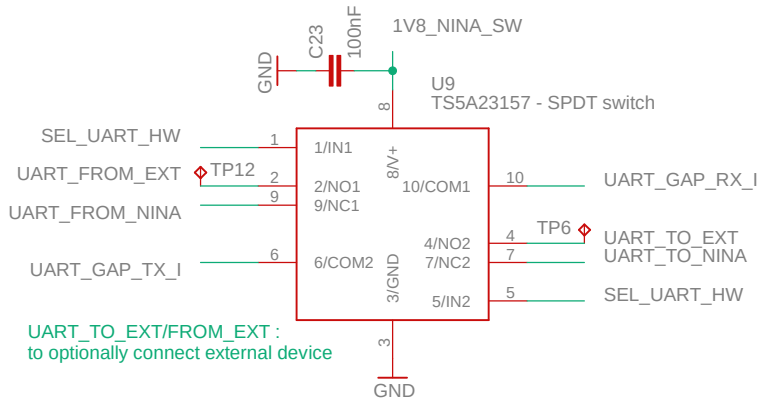 1V8_NINA_SW
C23
100nF
GND
U9
TS5A23157 - SPDT switch
8
8/V+
SEL_UART_HW
1
1/IN1
UART_FROM_EXT
TP12
2
2/NO1
UART_FROM_NINA
9
9/NC1
10/COM1
10
UART_GAP_RX_I
TP6
4/NO2
4
UART_TO_EXT
7/NC2
7
UART_TO_NINA
UART_GAP_TX_I
6
6/COM2
5/IN2
5
SEL_UART_HW
3/GND
3
GND
UART_TO_EXT/FROM_EXT :
to optionally connect external device